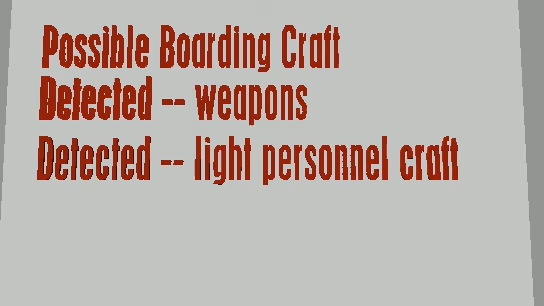 Possible Boarding Craft
Detected -- weapons
Detected -- light personnel craft